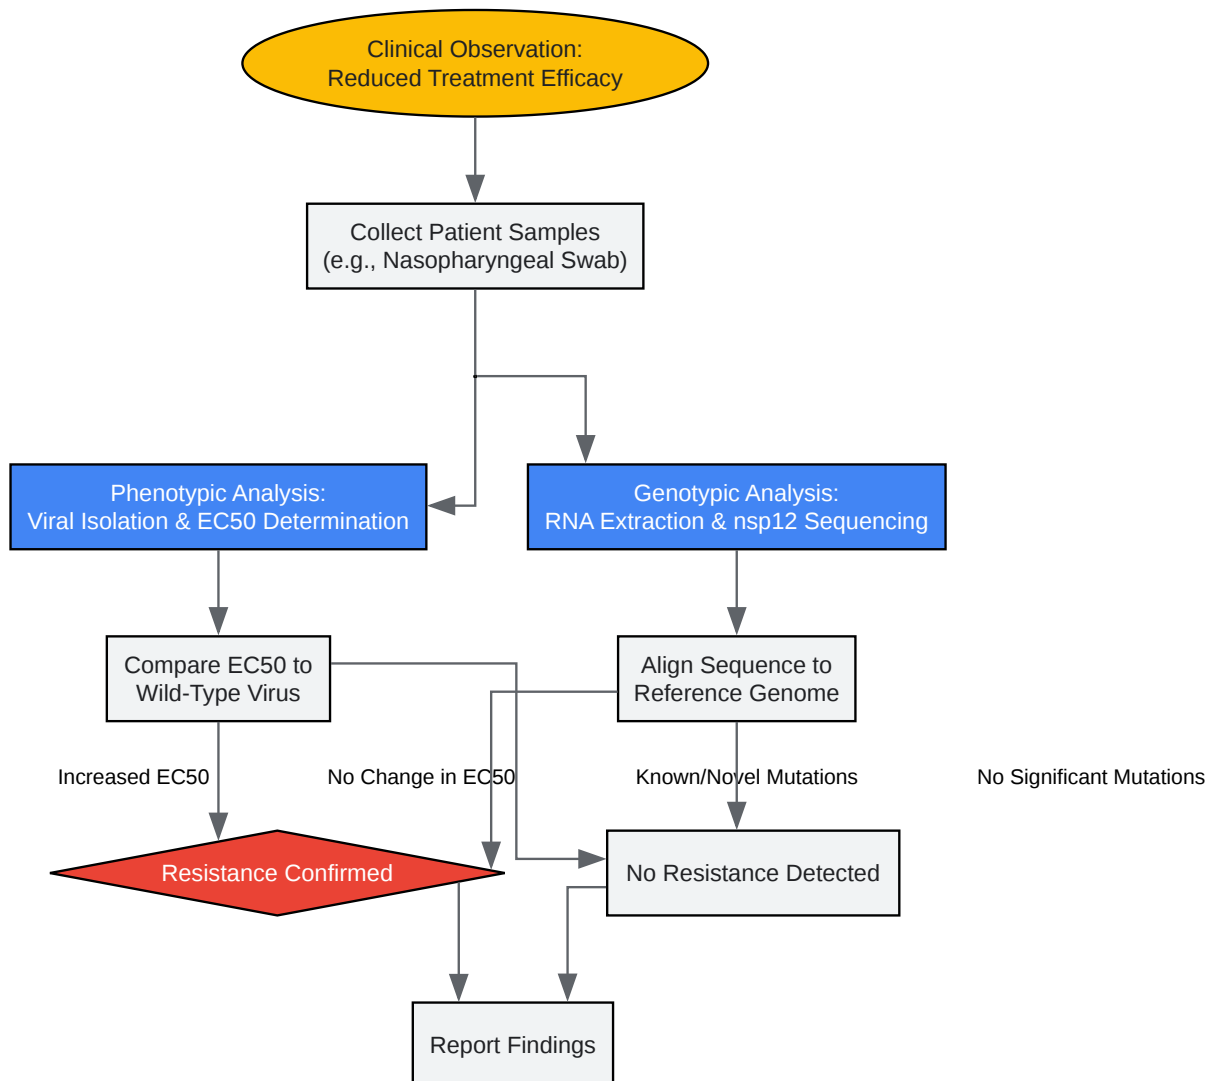 Clinical Observation:
Reduced Treatment Efficacy
Collect Patient Samples
(e.g., Nasopharyngeal Swab)
Phenotypic Analysis:
Viral Isolation & EC50 Determination
Genotypic Analysis:
RNA Extraction & nsp12 Sequencing
Compare EC50 to
Wild-Type Virus
Align Sequence to
Reference Genome
Increased EC50
No Change in EC50
Known/Novel Mutations
No Significant Mutations
Resistance Confirmed
No Resistance Detected
Report Findings